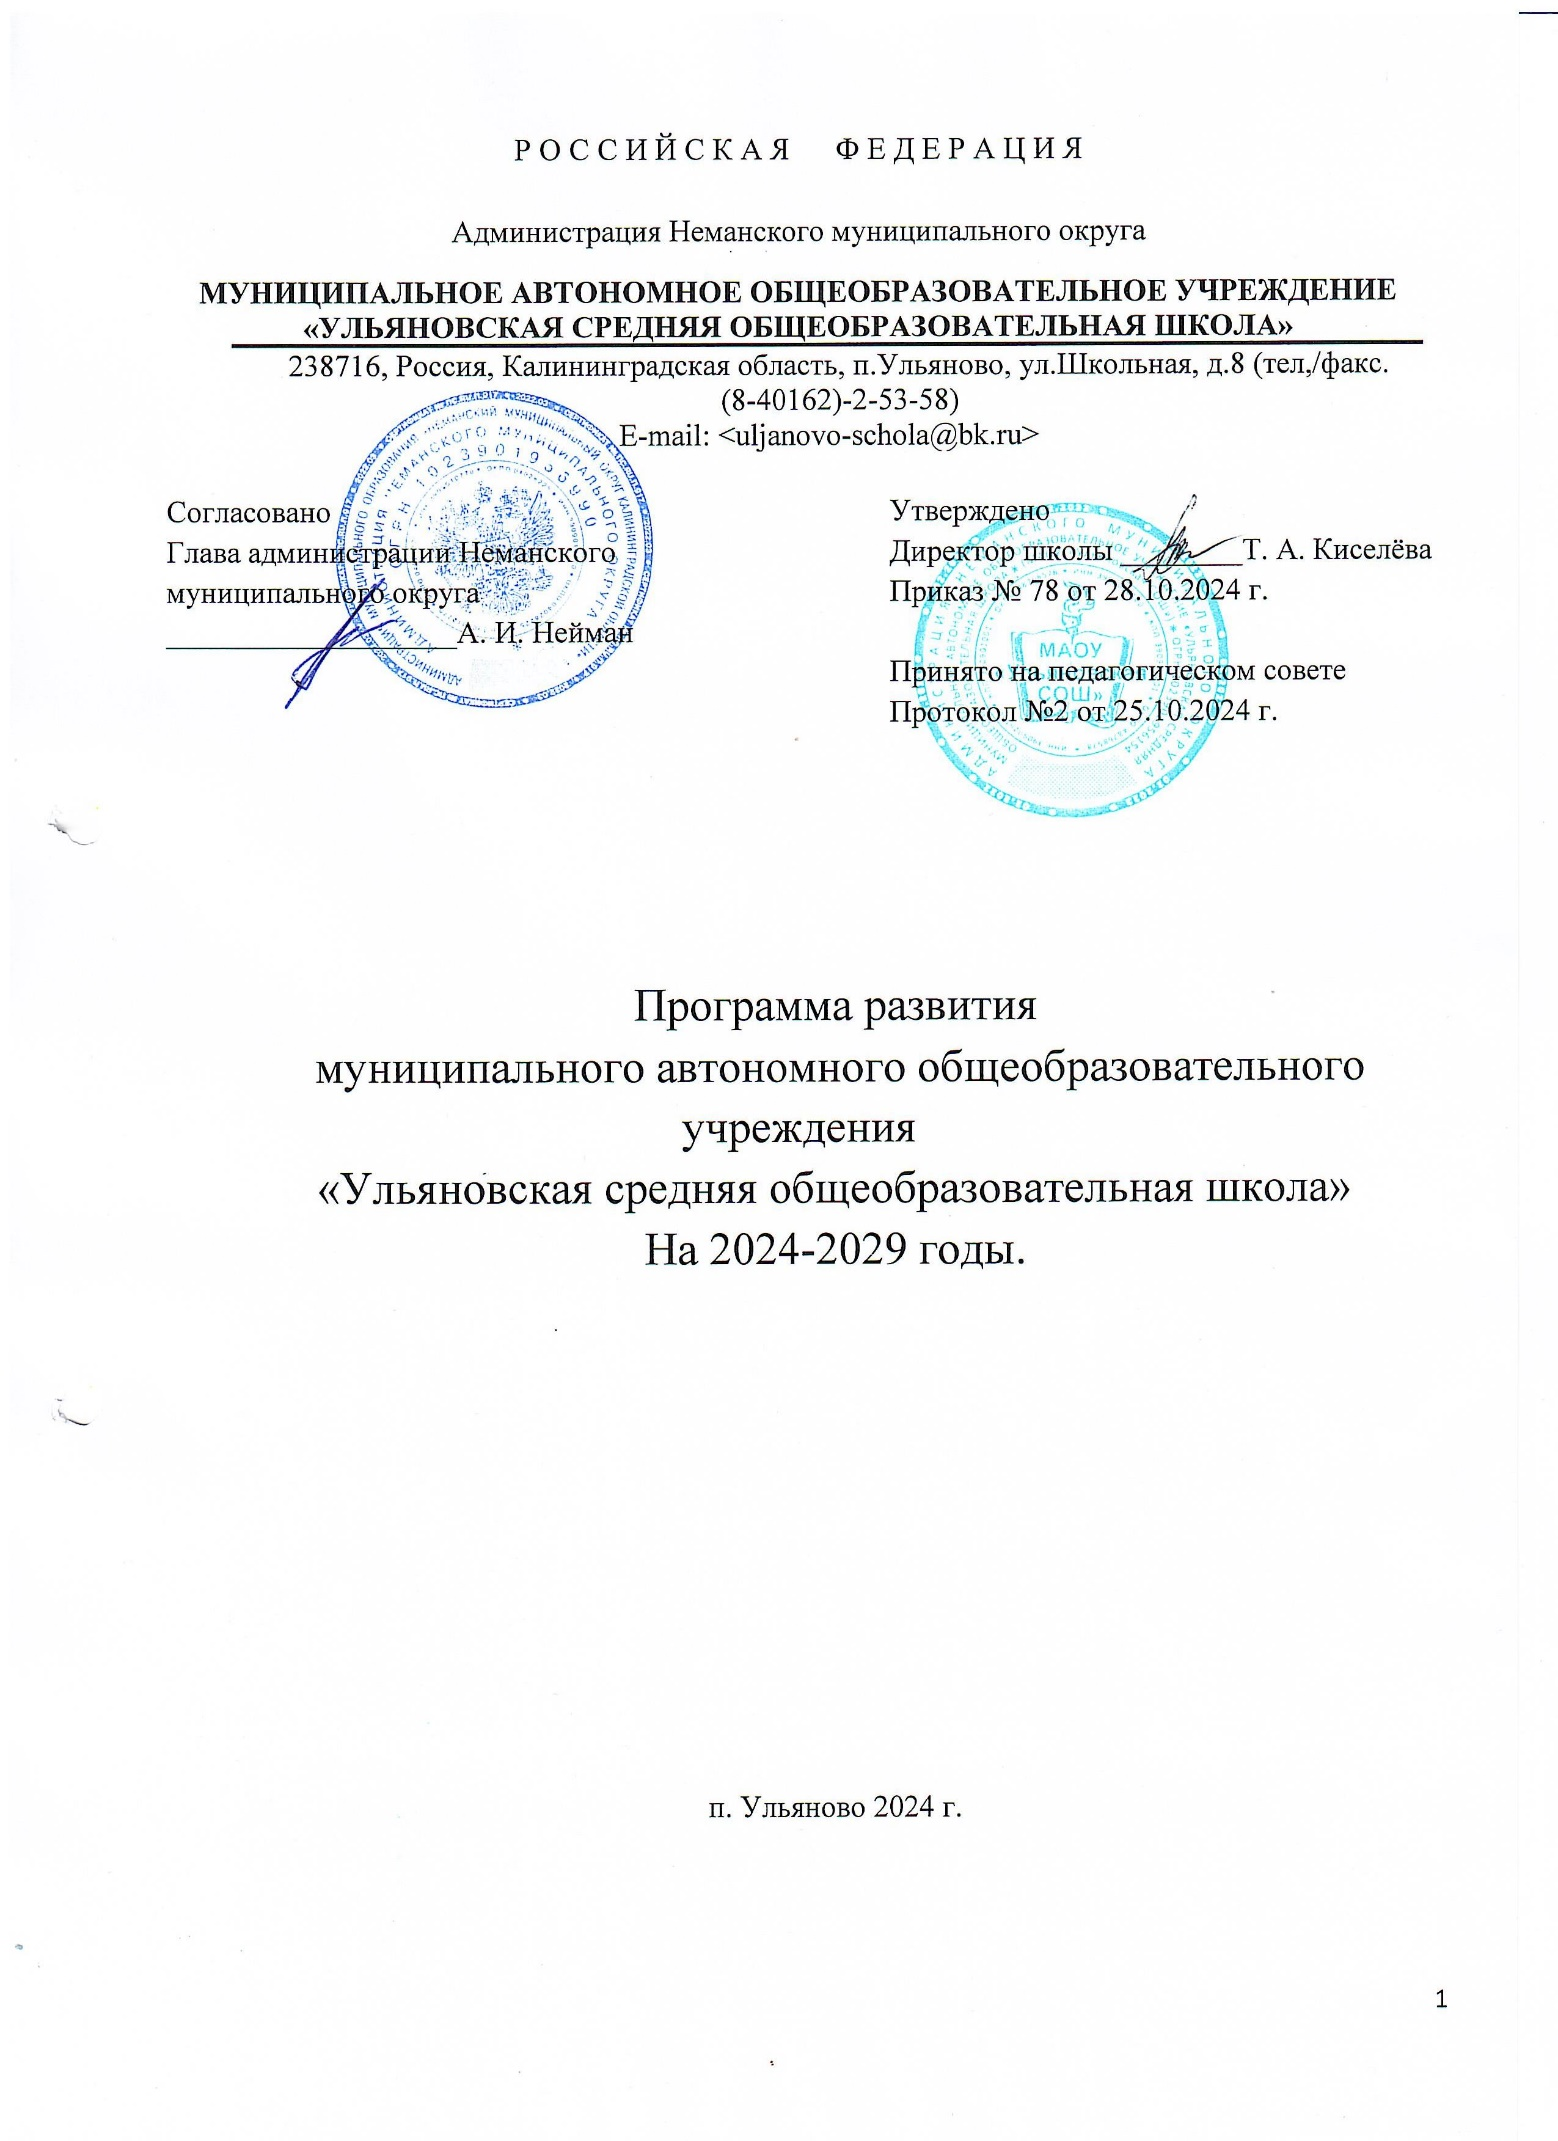 РОССИЙСКАЯ ФЕДЕРАЦИЯ
Администрация Неманского муниципального округа
МУНИЦИПАЛЬНОЕ АВТОНОМНОЕ ОБЩЕОБРАЗОВАТЕЛЬНОЕ УЧРЕЖДЕНИЕ
«УЛЬЯНОВСКАЯ СРЕДНЯЯ ОБЩЕОБРАЗОВАТЕЛЬНАЯ ШКОЛА»
238716, Россия, Калининградская область, п.Ульяново, ул.Школьная, д.8 (тел,/факс.
(8-40162)-2-53-58)
E-mail: <uljanovo-schola@bk.ru>
Согласовано
Глава администрации Неманского
муниципального округа
А. И. Нейман
Утверждено
Директор школы Т. А. Киселёва
Приказ № 78 от 28.10.2024 г.
Принято на педагогическом совете
Протокол №2 от 25.10.2024 г.
МАОУ
СОШ»
Программа развития
муниципального автономного общеобразовательного
учреждения
«Ульяновская средняя общеобразовательная школа»
На 2024-2029 годы.
п. Ульяново 2024 г.
1